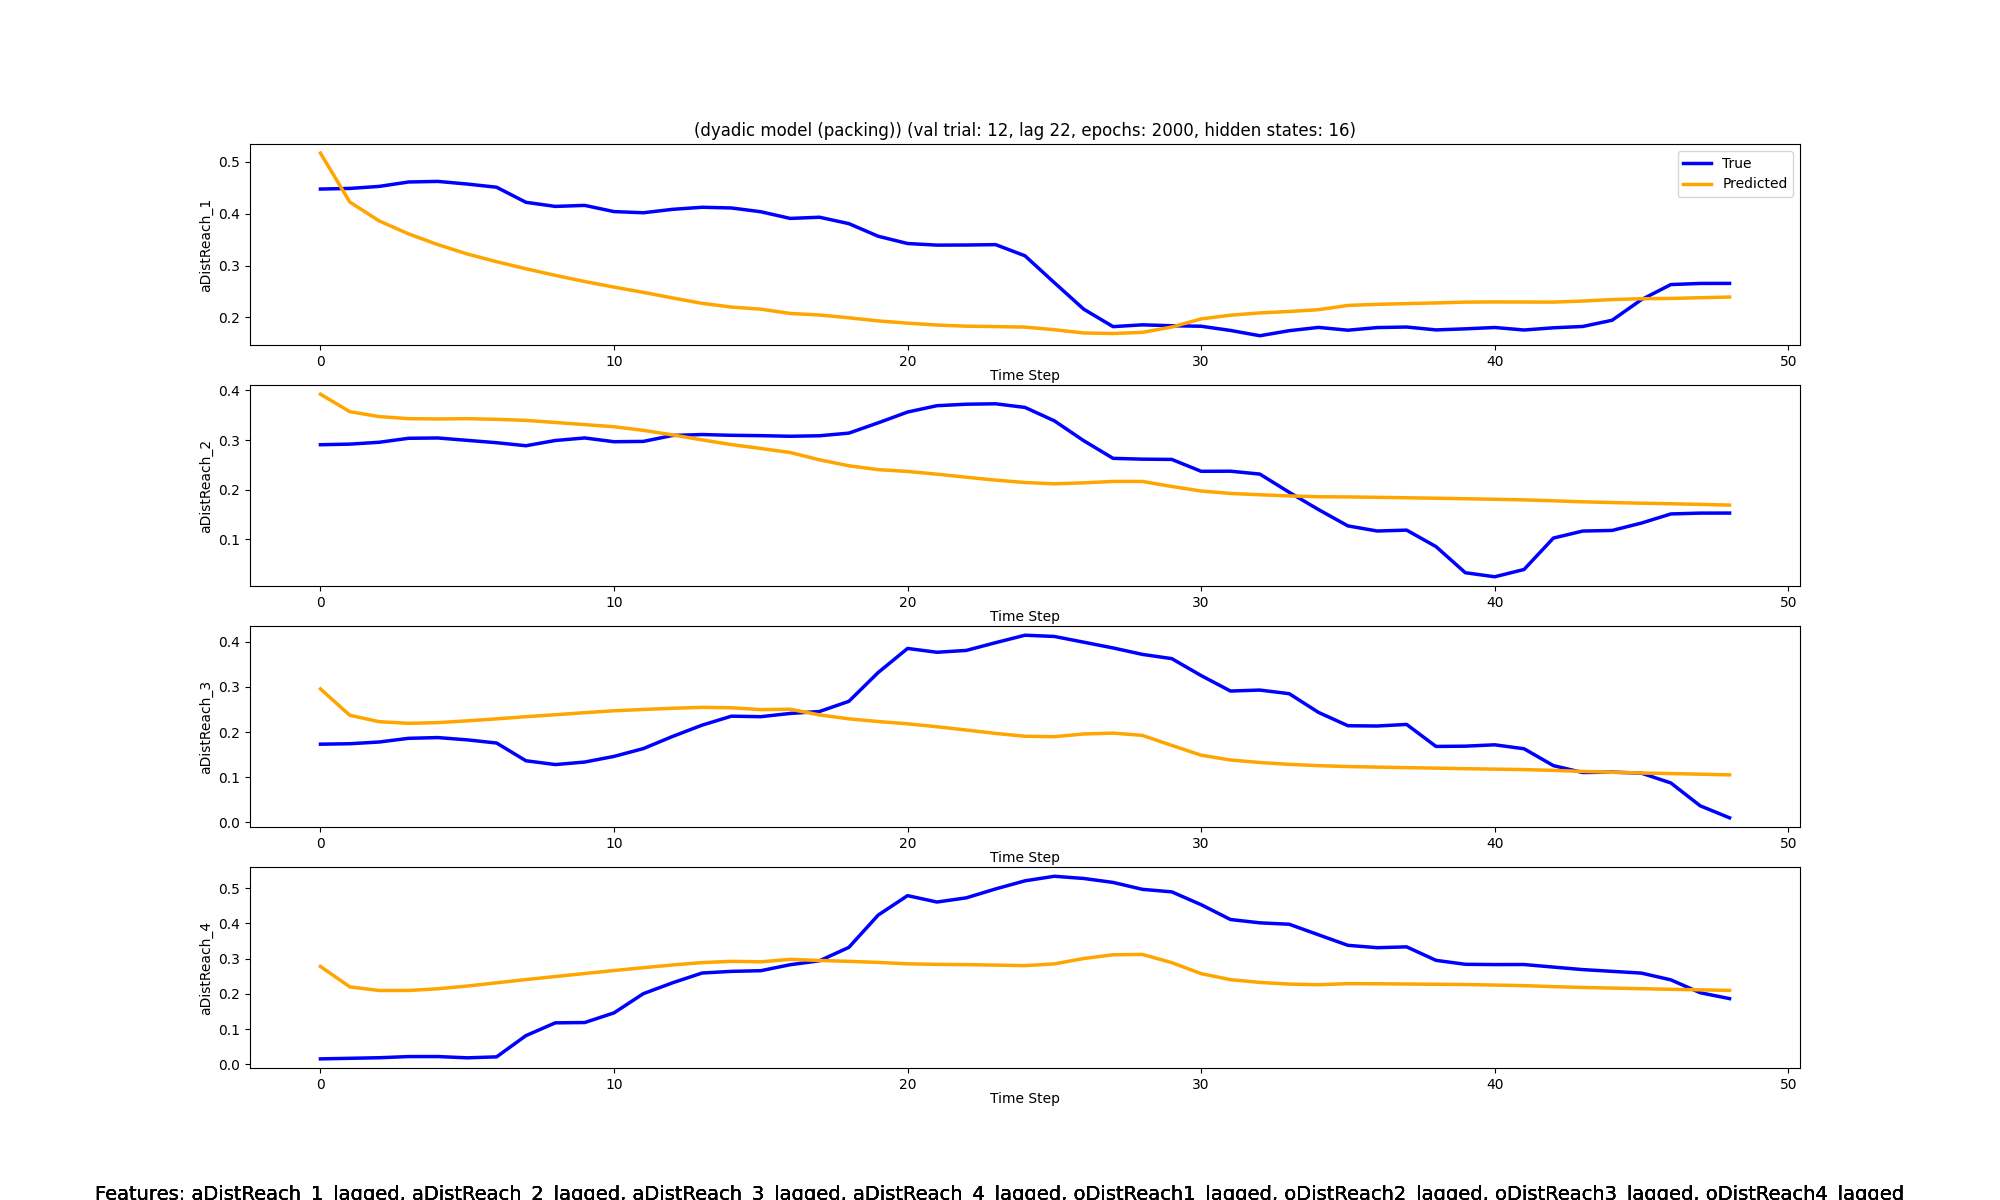 (dyadic model (packing)) (val trial: 12, lag 22, epochs: 2000, hidden states: 16)
True
Predicted
aDistReach_1
0.5
0.4
0.3
0.2
0 10 20 30 40 50
Time Step
aDistReach_2
0.4
0.3
0.2
0.1
0 10 20 30 40 50
Time Step
aDistReach_3
0.4
0.3
0.2
0.1
0.0
0 10 20 30 40 50
Time Step
aDistReach_4
0.5
0.4
0.3
0.2
0.1
0.0
0 10 20 30 40 50
Time Step
Features: aDistReach_1_lagged, aDistReach_2_lagged, aDistReach_3_lagged, aDistReach_4_lagged, oDistReach1_lagged, oDistReach2_lagged, oDistReach3_lagged, oDistReach4_lagged